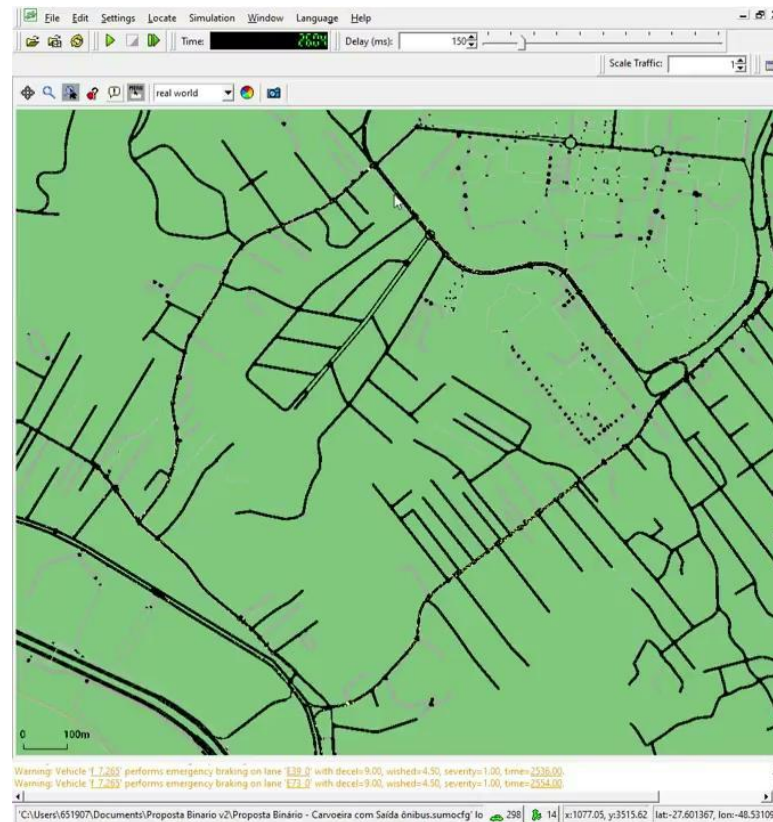 File Edit Settings Locate Simulation Window Language Help
Time: 2604 Delay (ms): 150
Scale Traffic: 1
real world
0 100m
Warning: Vehicle 'f_7.265' performs emergency braking on lane 'E39_0' with decel=9.00, wished=4.50, severity=1.00, time=2536.00.
Warning: Vehicle 'f_7.265' performs emergency braking on lane 'E73_0' with decel=9.00, wished=4.50, severity=1.00, time=2554.00.
'C:\Users\651907\Documents\Proposta Binario v2\Proposta Binário - Carvoeira com Saída ônibus.sumocfg' lo 298 14 x:1077.05, y:3515.62 lat:-27.601367, lon:-48.53109